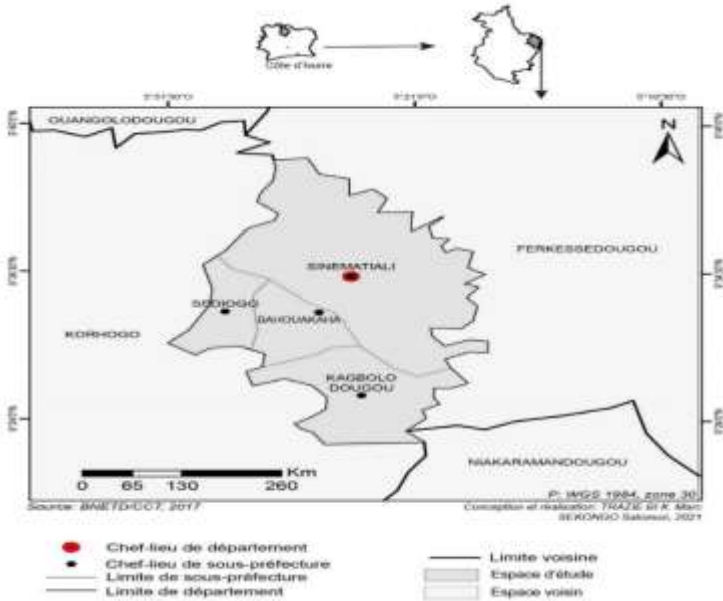 Côte d'Ivoire
OUANGOLODOUGOU
N
SINEMATIALI
FERKESSEDOUGOU
SEDIOGO
BAHOUAKAHA
KORHOGO
KAGBOLO
DOUGOU
NIAKARAMANDOUGOU
Km
0 65 130 260
P: WGS 1984, zone 30
Source: BNETD/CCT, 2017
Conception et réalisation: TRAZIE BI K. Marc
SEKONGO Salomon, 2021
Chef-lieu de département
Chef-lieu de sous-préfecture
Limite de sous-préfecture
Limite de département
Limite voisine
Espace d'étude
Espace voisin